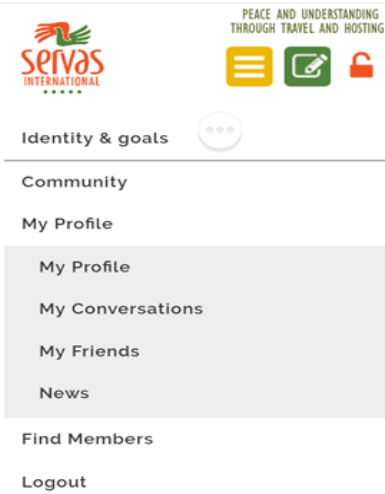 PEACE AND UNDERSTANDING
THROUGH TRAVEL AND HOSTING
servas
INTERNATIONAL
Identity & goals
Community
My Profile
My Profile
My Conversations
My Friends
News
Find Members
Logout